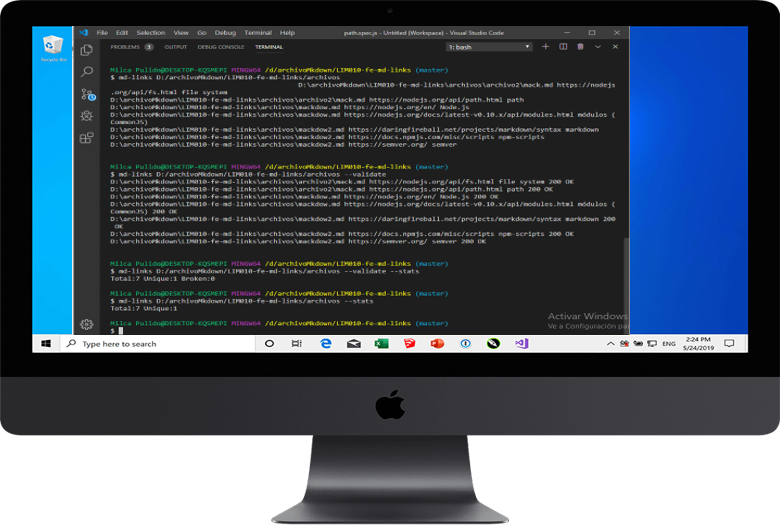 File Edit Selection View Go Debug Terminal Help path.spec.js - Untitled (Workspace) - Visual Studio Code
Recycle Bin
PROBLEMS 3 OUTPUT DEBUG CONSOLE TERMINAL 1: bash
Milca Pulido@DESKTOP-KQSMEPI MINGW64 /d/archivoMkdown/LIM010-fe-md-links (master)
$ md-links D:/archivoMkdown/LIM010-fe-md-links/archivos
D:\archivoMkdown\LIM010-fe-md-links\archivos\archivo2\mack.md https://nodejs
.org/api/fs.html file system
D:\archivoMkdown\LIM010-fe-md-links\archivos\archivo2\mack.md https://nodejs.org/api/path.html path
D:\archivoMkdown\LIM010-fe-md-links\archivos\mackdow.md https://nodejs.org/en/ Node.js
D:\archivoMkdown\LIM010-fe-md-links\archivos\mackdow.md https://nodejs.org/docs/latest-v0.10.x/api/modules.html módulos (
CommonJS)
D:\archivoMkdown\LIM010-fe-md-links\archivos\mackdow2.md https://daringfireball.net/projects/markdown/syntax markdown
D:\archivoMkdown\LIM010-fe-md-links\archivos\mackdow2.md https://docs.npmjs.com/misc/scripts npm-scripts
D:\archivoMkdown\LIM010-fe-md-links\archivos\mackdow2.md https://semver.org/ semver
Milca Pulido@DESKTOP-KQSMEPI MINGW64 /d/archivoMkdown/LIM010-fe-md-links (master)
$ md-links D:/archivoMkdown/LIM010-fe-md-links/archivos --validate
D:\archivoMkdown\LIM010-fe-md-links\archivos\archivo2\mack.md https://nodejs.org/api/fs.html file system 200 OK
D:\archivoMkdown\LIM010-fe-md-links\archivos\archivo2\mack.md https://nodejs.org/api/path.html path 200 OK
D:\archivoMkdown\LIM010-fe-md-links\archivos\mackdow.md https://nodejs.org/en/ Node.js 200 OK
D:\archivoMkdown\LIM010-fe-md-links\archivos\mackdow.md https://nodejs.org/docs/latest-v0.10.x/api/modules.html módulos (
CommonJS) 200 OK
D:\archivoMkdown\LIM010-fe-md-links\archivos\mackdow2.md https://daringfireball.net/projects/markdown/syntax markdown 200
OK
D:\archivoMkdown\LIM010-fe-md-links\archivos\mackdow2.md https://docs.npmjs.com/misc/scripts npm-scripts 200 OK
D:\archivoMkdown\LIM010-fe-md-links\archivos\mackdow2.md https://semver.org/ semver 200 OK
Milca Pulido@DESKTOP-KQSMEPI MINGW64 /d/archivoMkdown/LIM010-fe-md-links (master)
$ md-links D:/archivoMkdown/LIM010-fe-md-links/archivos --validate --stats
Total:7 Unique:1 Broken:0
Milca Pulido@DESKTOP-KQSMEPI MINGW64 /d/archivoMkdown/LIM010-fe-md-links (master)
$ md-links D:/archivoMkdown/LIM010-fe-md-links/archivos --stats
Total:7 Unique:1
Milca Pulido@DESKTOP-KQSMEPI MINGW64 /d/archivoMkdown/LIM010-fe-md-links (master)
$
Activar Windows
Ve a Configuración par
Type here to search
ENG
2:24 PM
5/24/2019